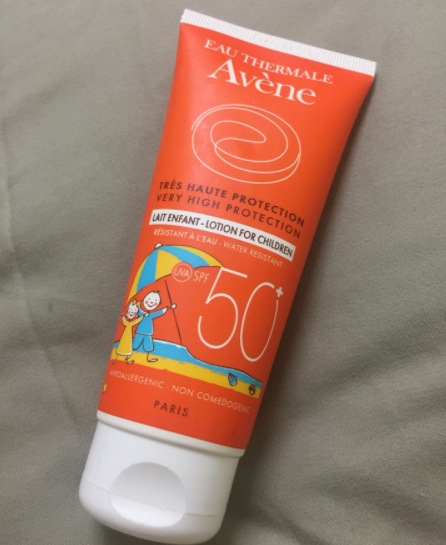 EAU THERMALE
Avène
TRÈS HAUTE PROTECTION
VERY HIGH PROTECTION
LAIT ENFANT - LOTION FOR CHILDREN
RÉSISTANT À L'EAU - WATER RESISTANT
UVA SPF 50+
HYPOALLERGENIC - NON COMEDOGENIC
PARIS